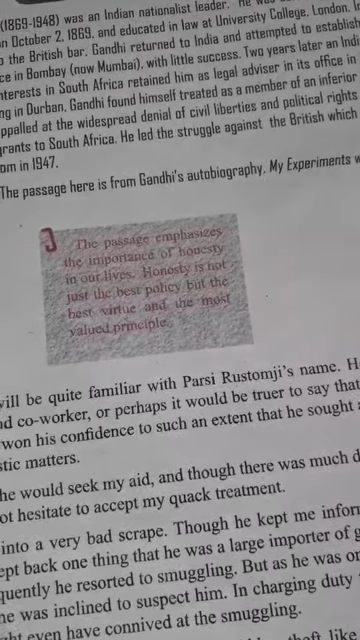 (1869-1948) was an Indian nationalist leader. He was
n October 2, 1869, and educated in law at University College, London. In
the British bar, Gandhi returned to India and attempted to establish
ce in Bombay (now Mumbai), with little success. Two years later an Indi
nterests in South Africa retained him as legal adviser in its office in
ng in Durban, Gandhi found himself treated as a member of an inferior
ppalled at the widespread denial of civil liberties and political rights
grants to South Africa. He led the struggle against the British which
om in 1947.
The passage here is from Gandhi's autobiography, My Experiments w
The passage emphasizes
the importance of honesty
in our lives. Honesty is not
just the best policy but the
best virtue and the most
valued principle.
will be quite familiar with Parsi Rustomji's name. H
nd co-worker, or perhaps it would be truer to say that
won his confidence to such an extent that he sought
stic matters.
he would seek my aid, and though there was much d
ot hesitate to accept my quack treatment.
into a very bad scrape. Though he kept me infor
ept back one thing that he was a large importer of g
quently he resorted to smuggling. But as he was on
ne was inclined to suspect him. In charging duty
ght even have connived at the smuggling.
theft, like